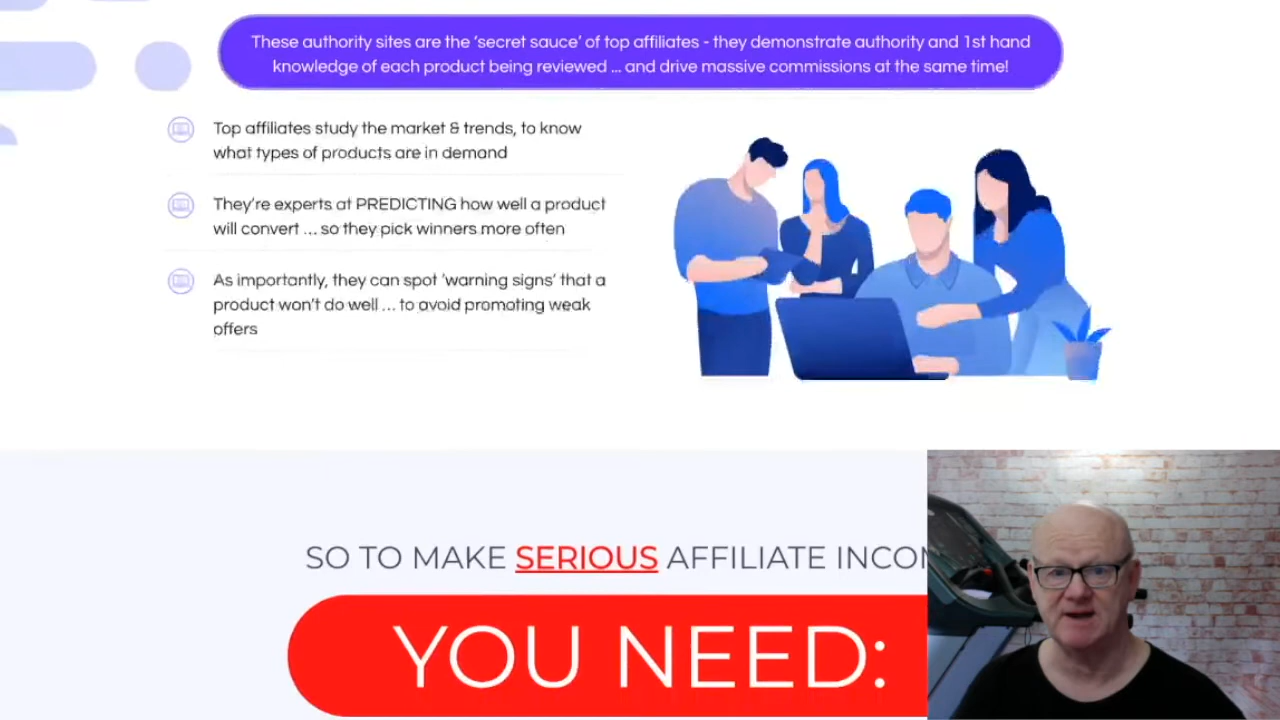 These authority sites are the 'secret sauce' of top affiliates - they demonstrate authority and 1st hand
knowledge of each product being reviewed ... and drive massive commissions at the same time!
Top affiliates study the market & trends, to know
what types of products are in demand
They're experts at PREDICTING how well a product
will convert ... so they pick winners more often
As importantly, they can spot 'warning signs' that a
product won't do well ... to avoid promoting weak
offers
SO TO MAKE SERIOUS AFFILIATE
YOU NEED: